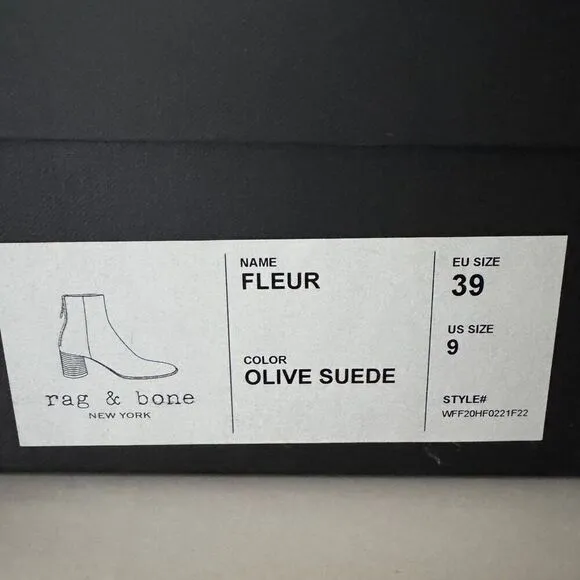 rag & bone
NEW YORK
NAME
FLEUR
COLOR
OLIVE SUEDE
EU SIZE
39
US SIZE
9
STYLE#
WFF20HF0221F22